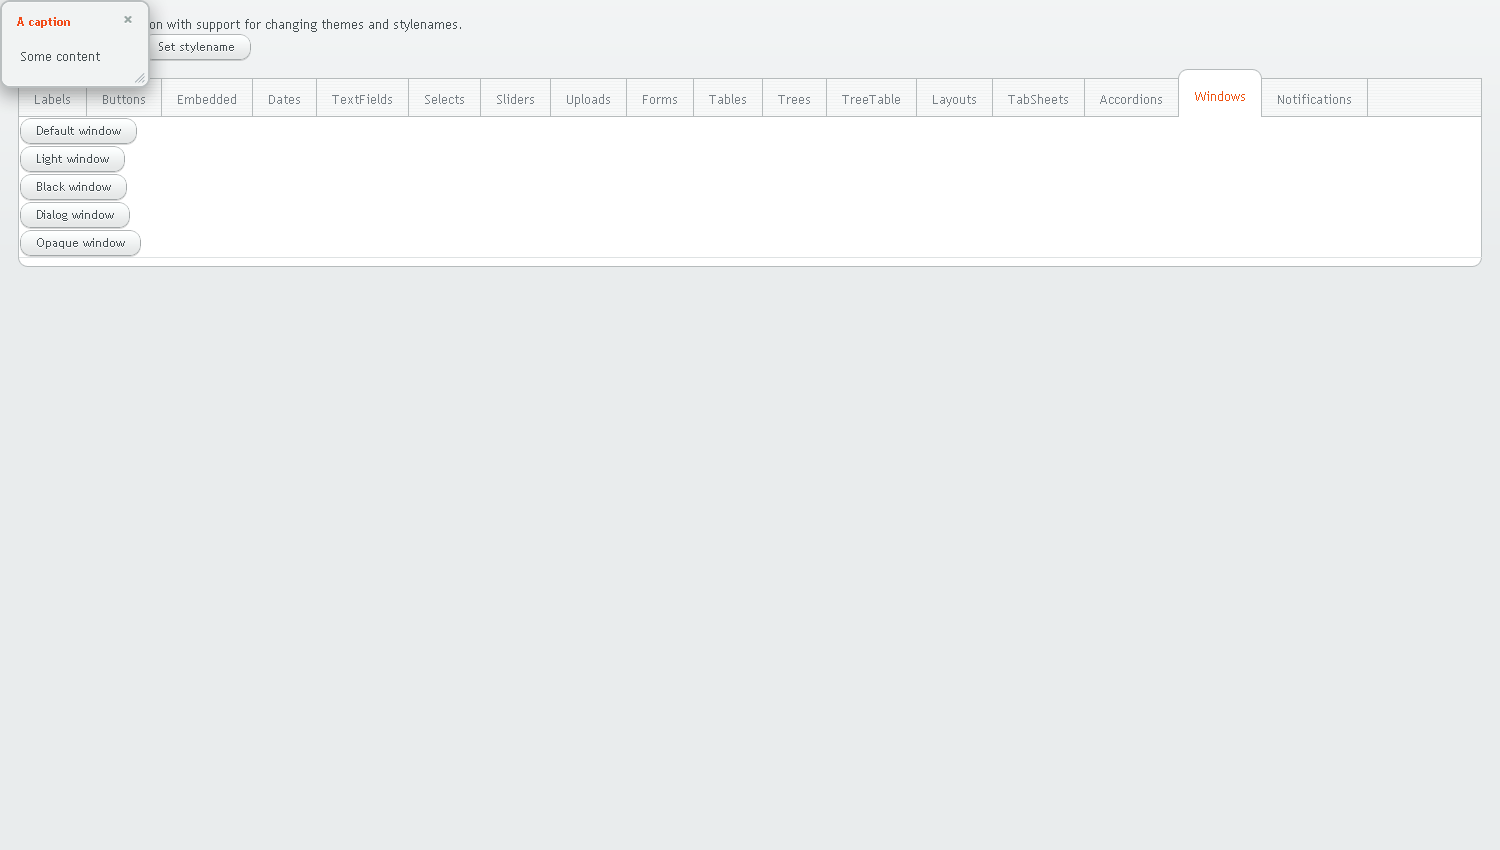 A caption
Some content
on with support for changing themes and stylenames.
Set stylename
Labels
Buttons
Embedded
Dates
TextFields
Selects
Sliders
Uploads
Forms
Tables
Trees
TreeTable
Layouts
TabSheets
Accordions
Windows
Notifications
Default window
Light window
Black window
Dialog window
Opaque window